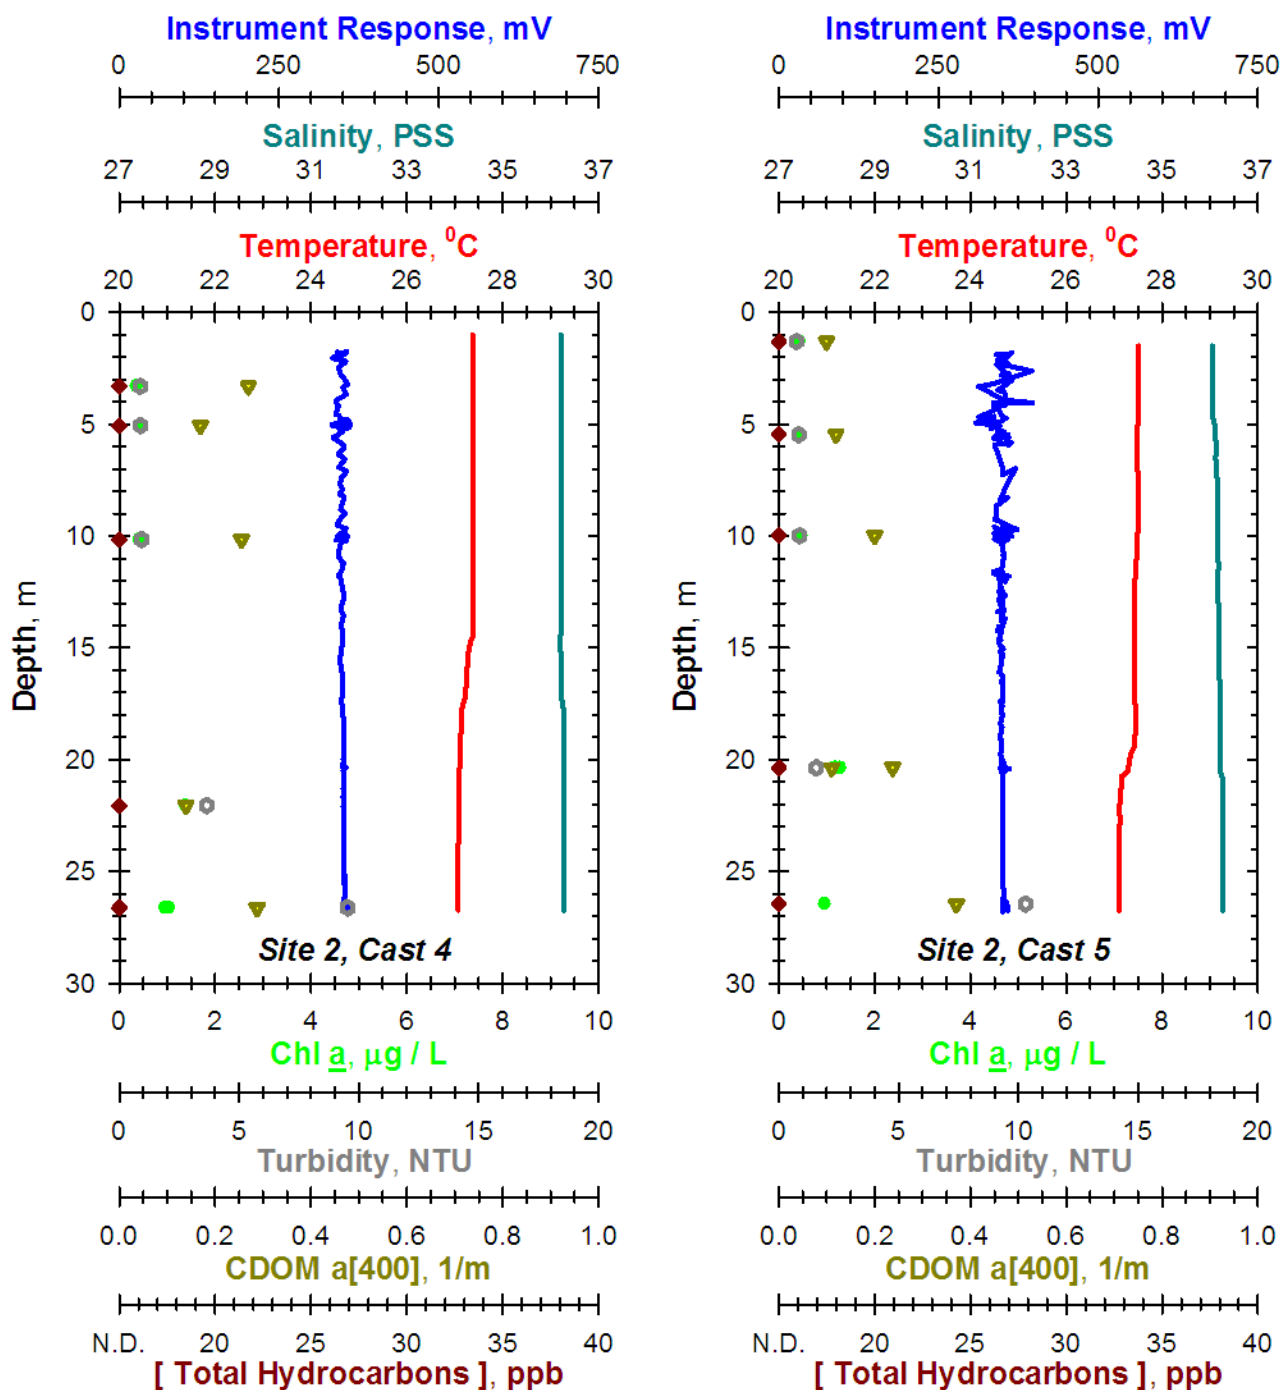 Instrument Response, mV
0 250 500 750
Salinity, PSS
27 29 31 33 35 37
Temperature, ⁰C
20 22 24 26 28 30
0
5
10
15
20
25
30
Depth, m
Site 2, Cast 4
0 2 4 6 8 10
Chl a, μg / L
0 5 10 15 20
Turbidity, NTU
0.0 0.2 0.4 0.6 0.8 1.0
CDOM a[400], 1/m
N.D. 20 25 30 35 40
[ Total Hydrocarbons ], ppb
Instrument Response, mV
0 250 500 750
Salinity, PSS
27 29 31 33 35 37
Temperature, ⁰C
20 22 24 26 28 30
0
5
10
15
20
25
30
Depth, m
Site 2, Cast 5
0 2 4 6 8 10
Chl a, μg / L
0 5 10 15 20
Turbidity, NTU
0.0 0.2 0.4 0.6 0.8 1.0
CDOM a[400], 1/m
N.D. 20 25 30 35 40
[ Total Hydrocarbons ], ppb